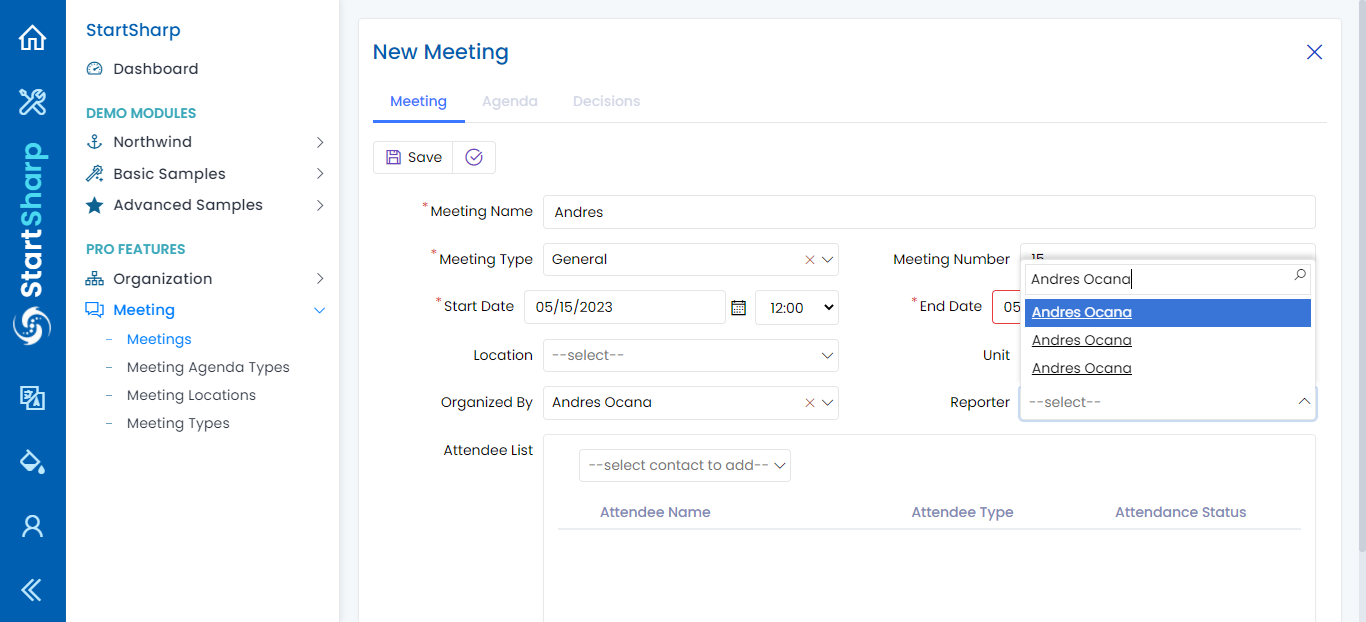 StartSharp
StartSharp
Dashboard
DEMO MODULES
Northwind
Basic Samples
Advanced Samples
PRO FEATURES
Organization
Meeting
Meetings
Meeting Agenda Types
Meeting Locations
Meeting Types
New Meeting
Meeting Agenda Decisions
Save
*Meeting Name Andres
*Meeting Type General
Meeting Number 15
*Start Date 05/15/2023 12:00
*End Date 05
Location --select--
Unit
Andres Ocana
Andres Ocana
Andres Ocana
Andres Ocana
Organized By Andres Ocana
Reporter --select--
Attendee List
--select contact to add--
Attendee Name Attendee Type Attendance Status